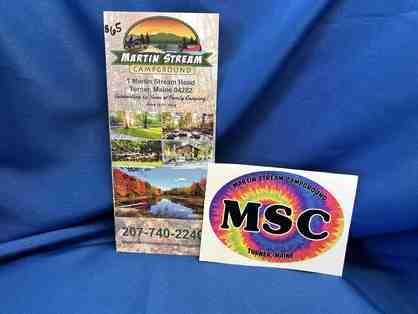 $65
MARTIN STREAM
CAMPGROUND
1 Martin Stream Road
Turner, Maine 04282
207-740-2240
MARTIN STREAM CAMPGROUND
MSC
TURNER, MAINE